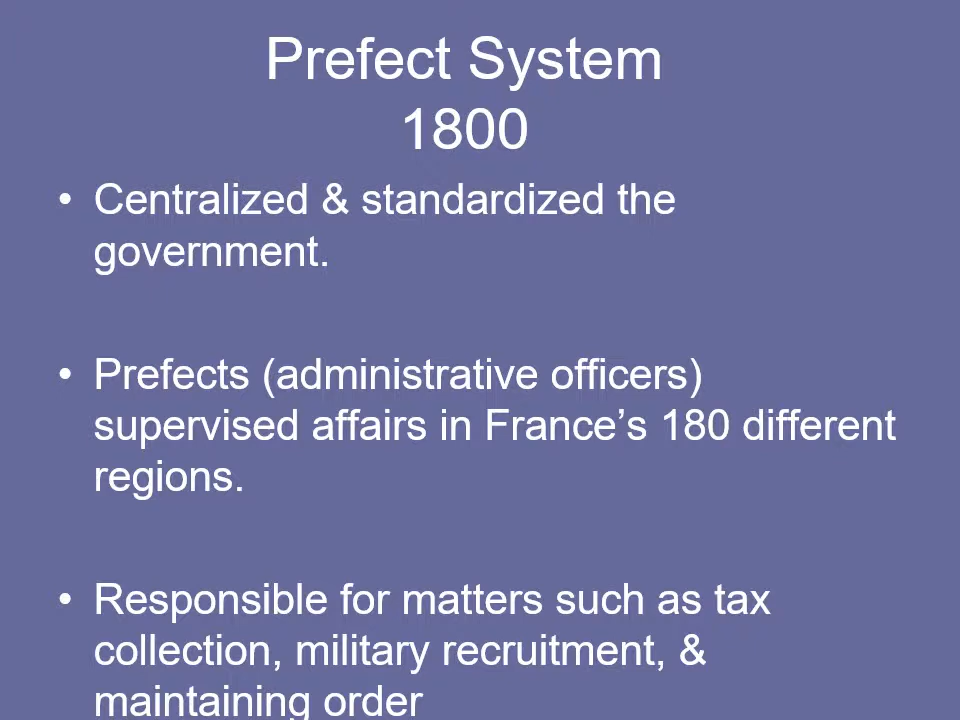 Prefect System
1800
• Centralized & standardized the
government.
• Prefects (administrative officers)
supervised affairs in France’s 180 different
regions.
• Responsible for matters such as tax
collection, military recruitment, &
maintaining order